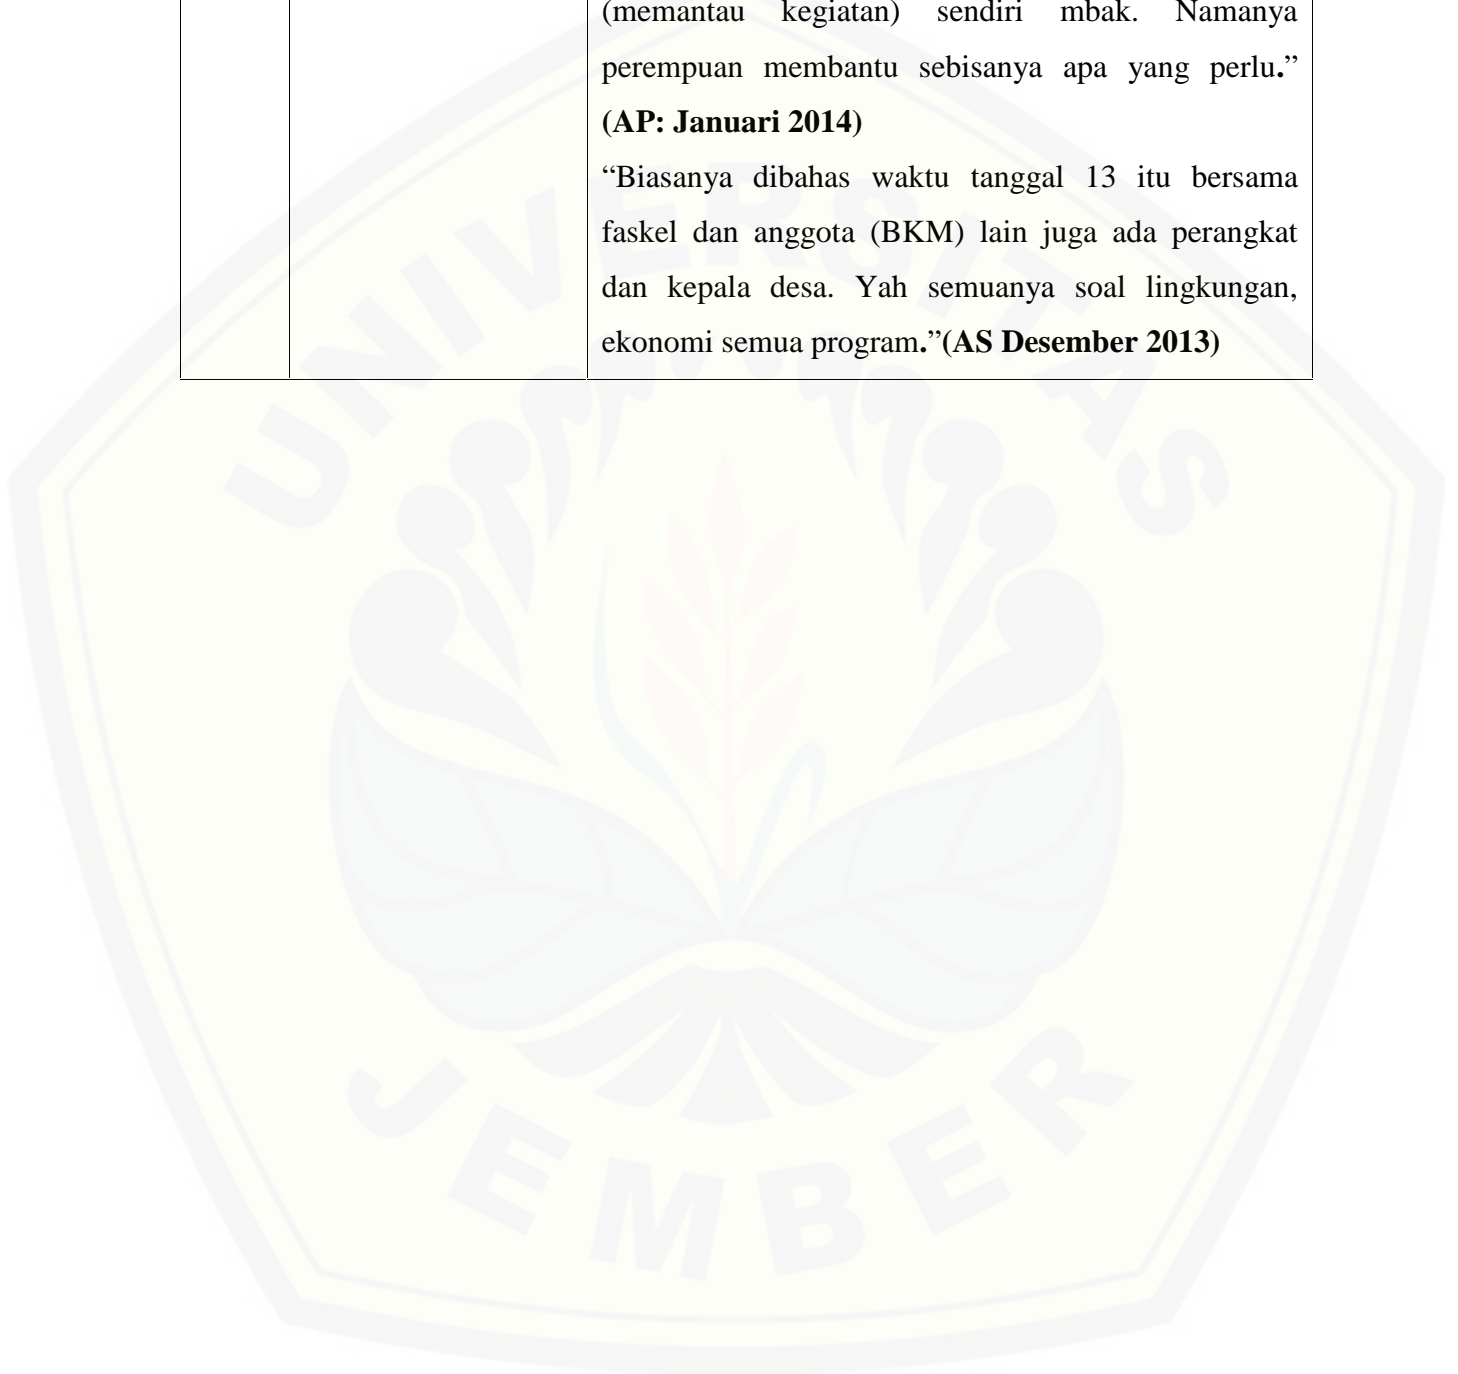 (memantau kegiatan) sendiri mbak. Namanya
perempuan membantu sebisanya apa yang perlu.”
(AP: Januari 2014)
“Biasanya dibahas waktu tanggal 13 itu bersama
faskel dan anggota (BKM) lain juga ada perangkat
dan kepala desa. Yah semuanya soal lingkungan,
ekonomi semua program.”(AS Desember 2013)
UNIVERSITAS
JEMBER